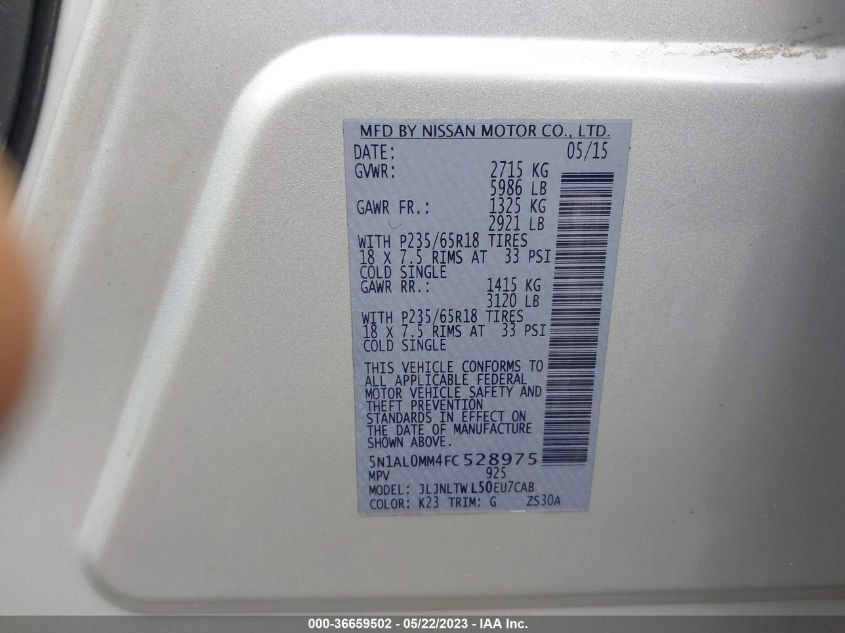 MFD BY NISSAN MOTOR CO., LTD.
DATE: 05/15
GVWR: 2715 KG
5986 LB
GAWR FR.: 1325 KG
2921 LB
WITH P235/65R18 TIRES
18 X 7.5 RIMS AT 33 PSI
COLD SINGLE
GAWR RR.: 1415 KG
3120 LB
WITH P235/65R18 TIRES
18 X 7.5 RIMS AT 33 PSI
COLD SINGLE
THIS VEHICLE CONFORMS TO
ALL APPLICABLE FEDERAL
MOTOR VEHICLE SAFETY AND
THEFT PREVENTION
STANDARDS IN EFFECT ON
THE DATE OF MANUFACTURE
SHOWN ABOVE.
5N1AL0MM4FC528975
MPV 925
MODEL: JLJNLTWL50EU7CAB
COLOR: K23 TRIM: G ZS30A
000-36659502 - 05/22/2023 - IAA Inc.